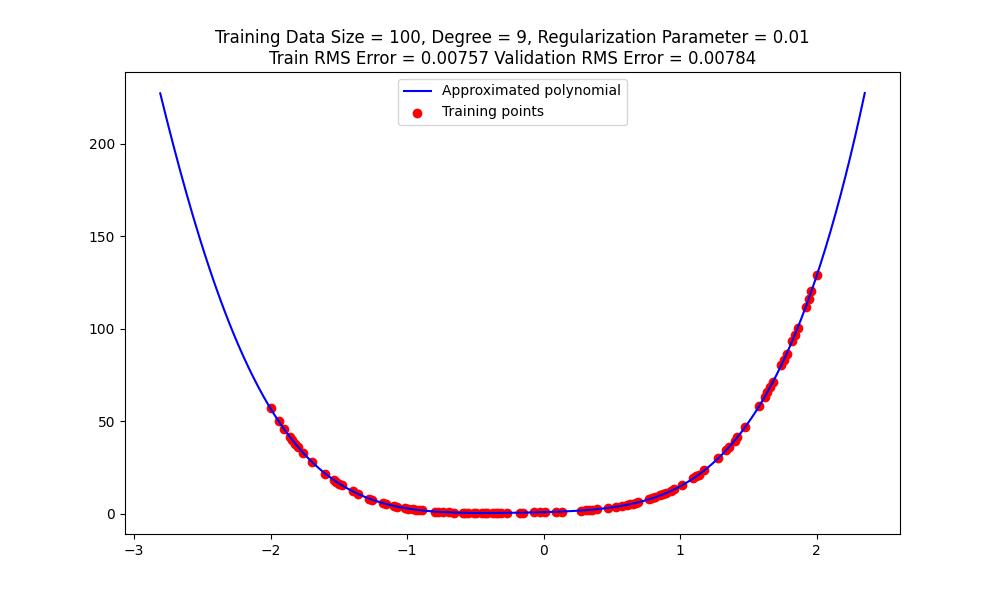 Training Data Size = 100, Degree = 9, Regularization Parameter = 0.01
Train RMS Error = 0.00757 Validation RMS Error = 0.00784
Approximated polynomial
Training points
200
150
100
50
0
−3 −2 −1 0 1 2